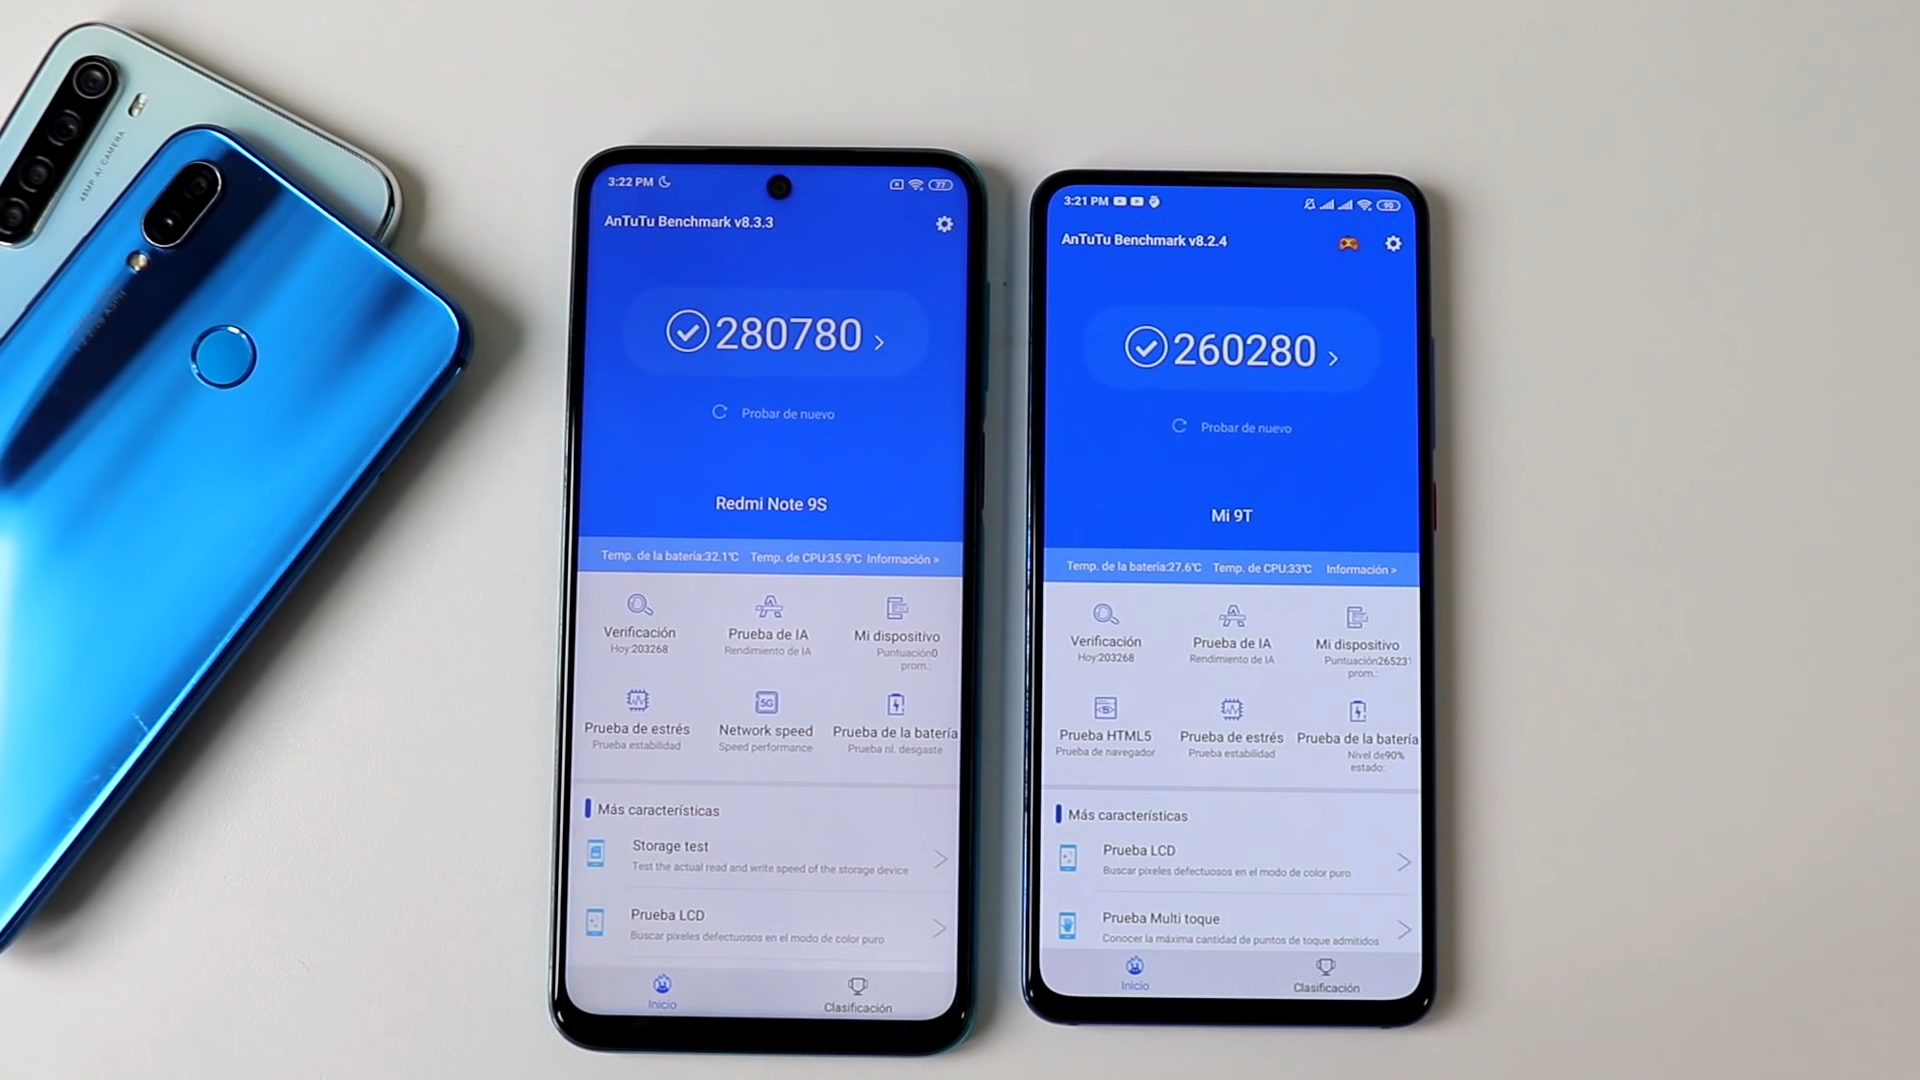 48MP AI CAMERA
3:22 PM
77
AnTuTu Benchmark v8.3.3
280780
Probar de nuevo
Redmi Note 9S
Temp. de la batería:32.1℃ Temp. de CPU:35.9℃ Información >
Verificación
Hoy:203268
Prueba de IA
Rendimiento de IA
Mi dispositivo
Puntuación0
prom.:
Prueba de estrés
Prueba estabilidad
5G
Network speed
Speed performance
Prueba de la batería
Prueba nl. desgaste
Más características
Storage test
Test the actual read and write speed of the storage device
Prueba LCD
Buscar pixeles defectuosos en el modo de color puro
Inicio
Clasificación
3:21 PM
AnTuTu Benchmark v8.2.4
260280
Probar de nuevo
Mi 9T
Temp. de la batería:27.6℃ Temp. de CPU:33℃ Información >
Verificación
Hoy:203268
Prueba de IA
Rendimiento de IA
Mi dispositivo
Puntuación265231
prom.:
Prueba HTML5
Prueba de navegador
Prueba de estrés
Prueba estabilidad
Prueba de la batería
Nivel de90%
estado:
Más características
Prueba LCD
Buscar pixeles defectuosos en el modo de color puro
Prueba Multi toque
Conocer la máxima cantidad de puntos de toque admitidos
Inicio
Clasificación